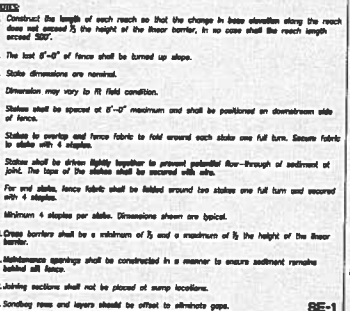 NOTES
Construct the length of each reach so that the change in base elevation along the reach
does not exceed ⅓ the height of the linear barrier, in no case shall the reach length
exceed 500'.
The last 8'-0" of fence shall be turned up slope.
Stake dimensions are nominal.
Dimension may vary to fit field condition.
Stakes shall be spaced at 8'-0" maximum and shall be positioned on downstream side
of fence.
Stakes to overlap and fence fabric to fold around each stake one full turn. Secure fabric
to stake with 4 staples.
Stakes shall be driven tightly together to prevent potential flow-through of sediment at
joint. The tops of the stakes shall be secured with wire.
For end stake, fence fabric shall be folded around two stakes one full turn and secured
with 4 staples.
Minimum 4 staples per stake. Dimensions shown are typical.
Cross barriers shall be a minimum of ⅓ and a maximum of ½ the height of the linear
barrier.
Maintenance openings shall be constructed in a manner to ensure sediment remains
behind silt fence.
Joining sections shall not be placed at sump locations.
Sandbag rows and layers should be offset to eliminate gaps.
SE-1